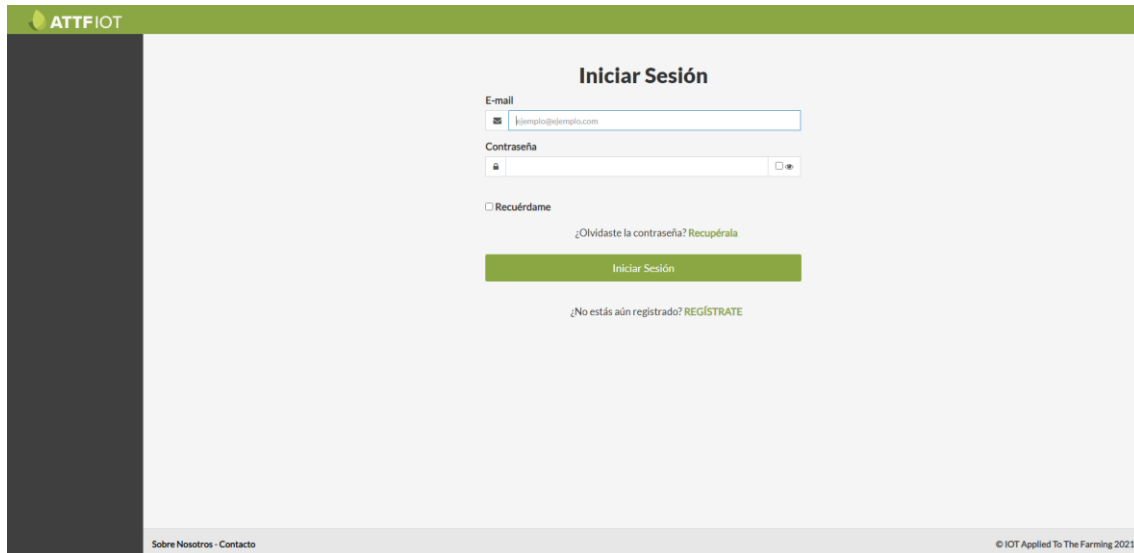 ATTFIOT
Iniciar Sesión
E-mail
ejemplo@ejemplo.com
Contraseña
Recuérdame
¿Olvidaste la contraseña? Recupérala
Iniciar Sesión
¿No estás aún registrado? REGÍSTRATE
Sobre Nosotros - Contacto
© IOT Applied To The Farming 2021